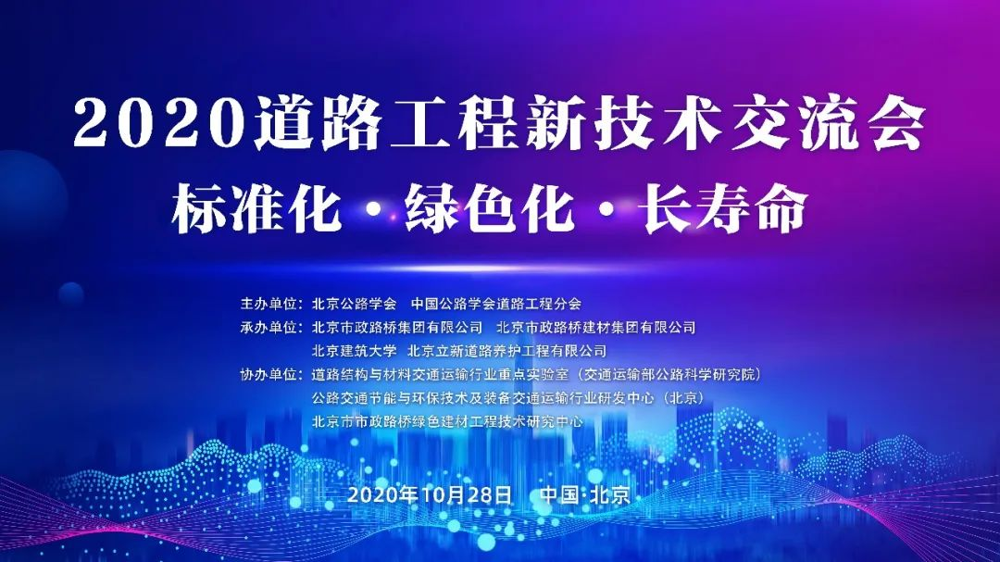 2020道路工程新技术交流会
标准化·绿色化·长寿命
主办单位：北京公路学会 中国公路学会道路工程分会
承办单位：北京市政路桥集团有限公司 北京市政路桥建材集团有限公司
北京建筑大学 北京立新道路养护工程有限公司
协办单位：道路结构与材料交通运输行业重点实验室（交通运输部公路科学研究院）
公路交通节能与环保技术及装备交通运输行业研发中心（北京）
北京市市政路桥绿色建材工程技术研究中心
2020年10月28日 中国·北京